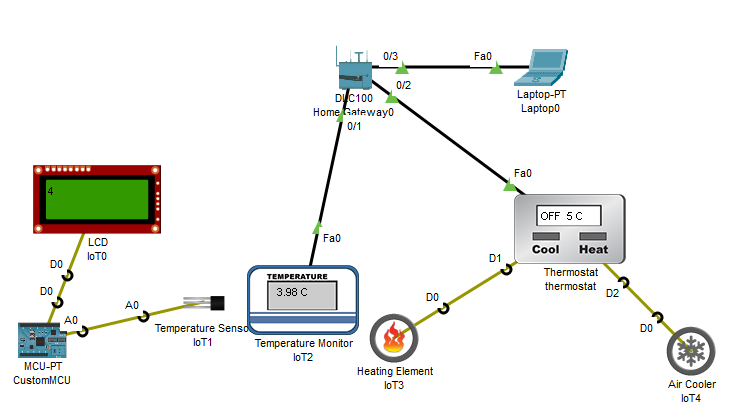 0/3
Fa0
0/2
Laptop-PT
Laptop0
DLC100
Home Gateway0
0/1
Fa0
4
OFF 5 C
Cool Heat
LCD
IoT0
Fa0
D1
Thermostat
thermostat
D0
TEMPERATURE
3.98 C
D2
D0
A0
D0
A0
Temperature Senso
IoT1
D0
Temperature Monitor
IoT2
MCU-PT
CustomMCU
Heating Element
IoT3
Air Cooler
IoT4